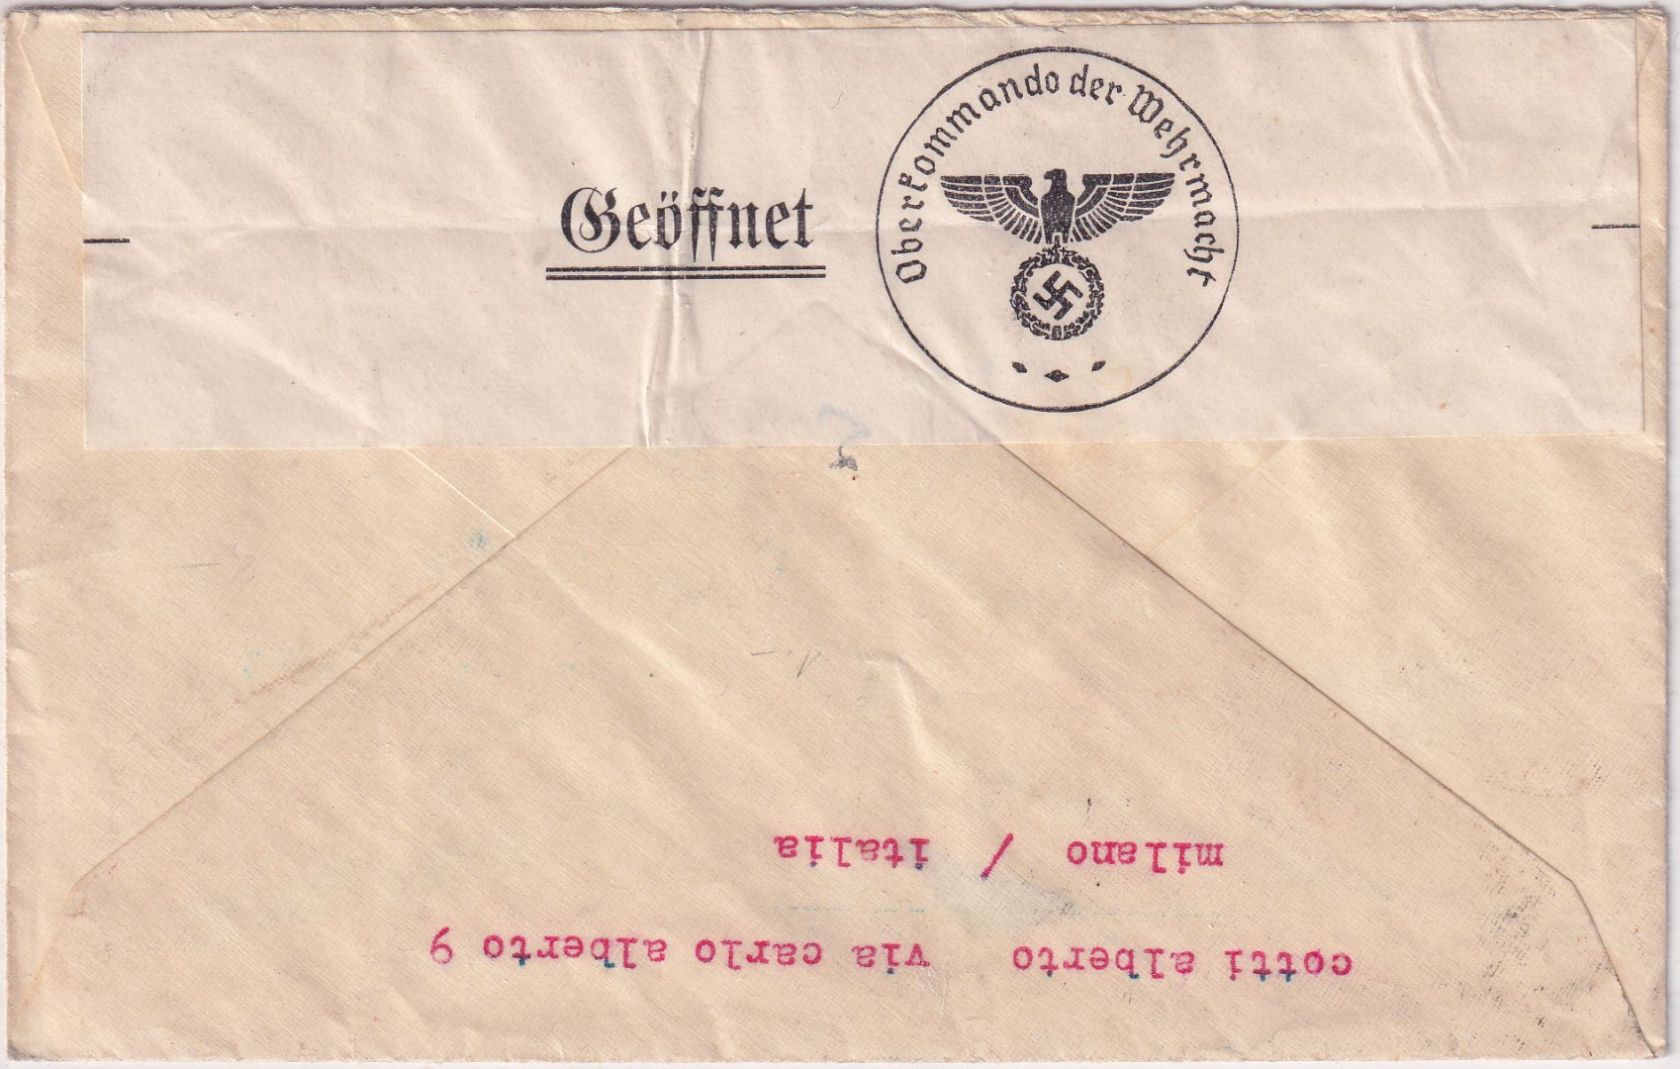 Geöffnet
Oberkommando der Wehrmacht
cotti alberto via carlo alberto 9
milano / italia